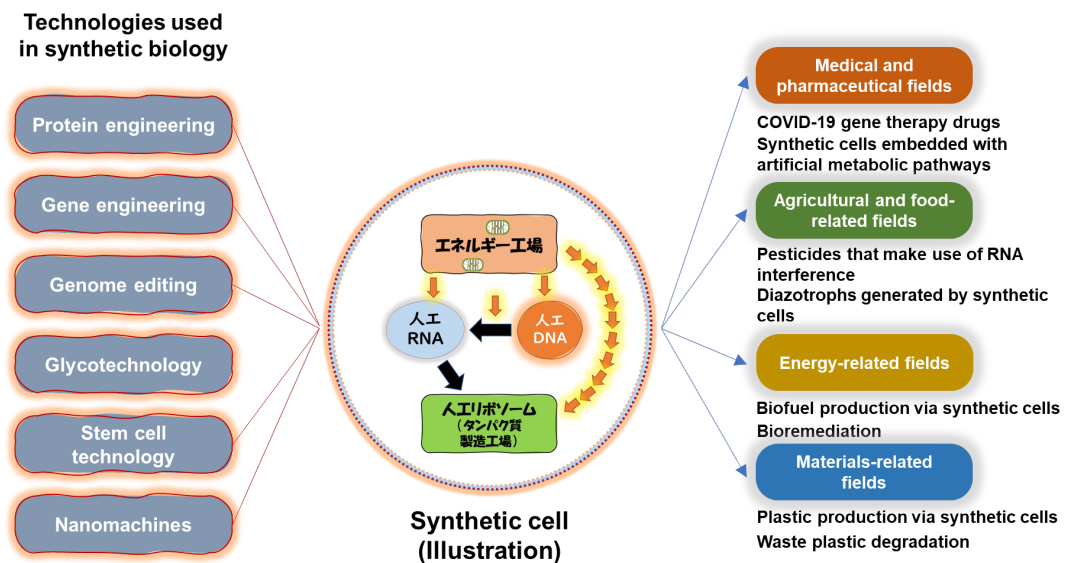 Technologies used
in synthetic biology
Protein engineering
Gene engineering
Genome editing
Glycotechnology
Stem cell
technology
Nanomachines
エネルギー工場
人工
RNA
人工
DNA
人工リボソーム
(タンパク質
製造工場)
Synthetic cell
(Illustration)
Medical and
pharmaceutical fields
COVID-19 gene therapy drugs
Synthetic cells embedded with
artificial metabolic pathways
Agricultural and food-
related fields
Pesticides that make use of RNA
interference
Diazotrophs generated by synthetic
cells
Energy-related fields
Biofuel production via synthetic cells
Bioremediation
Materials-related
fields
Plastic production via synthetic cells
Waste plastic degradation